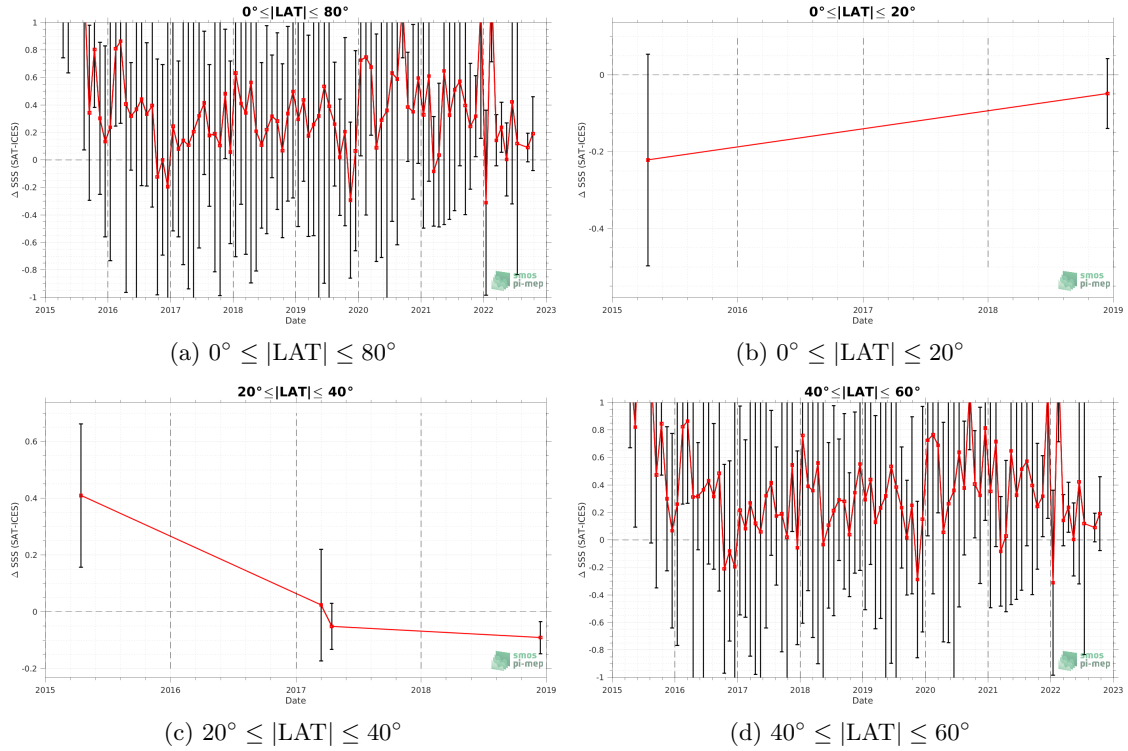 0°≤|LAT|≤ 80°
Δ SSS (SAT-ICES)
1
0.8
0.6
0.4
0.2
0
-0.2
-0.4
-0.6
-0.8
-1
2015 2016 2017 2018 2019 2020 2021 2022 2023
Date
smos
pi-mep
(a) 0° ≤ |LAT| ≤ 80°
0°≤|LAT|≤ 20°
Δ SSS (SAT-ICES)
0
-0.2
-0.4
2015 2016 2017 2018 2019
Date
smos
pi-mep
(b) 0° ≤ |LAT| ≤ 20°
20°≤|LAT|≤ 40°
Δ SSS (SAT-ICES)
0.6
0.4
0.2
0
-0.2
2015 2016 2017 2018 2019
Date
smos
pi-mep
(c) 20° ≤ |LAT| ≤ 40°
40°≤|LAT|≤ 60°
Δ SSS (SAT-ICES)
1
0.8
0.6
0.4
0.2
0
-0.2
-0.4
-0.6
-0.8
-1
2015 2016 2017 2018 2019 2020 2021 2022 2023
Date
smos
pi-mep
(d) 40° ≤ |LAT| ≤ 60°